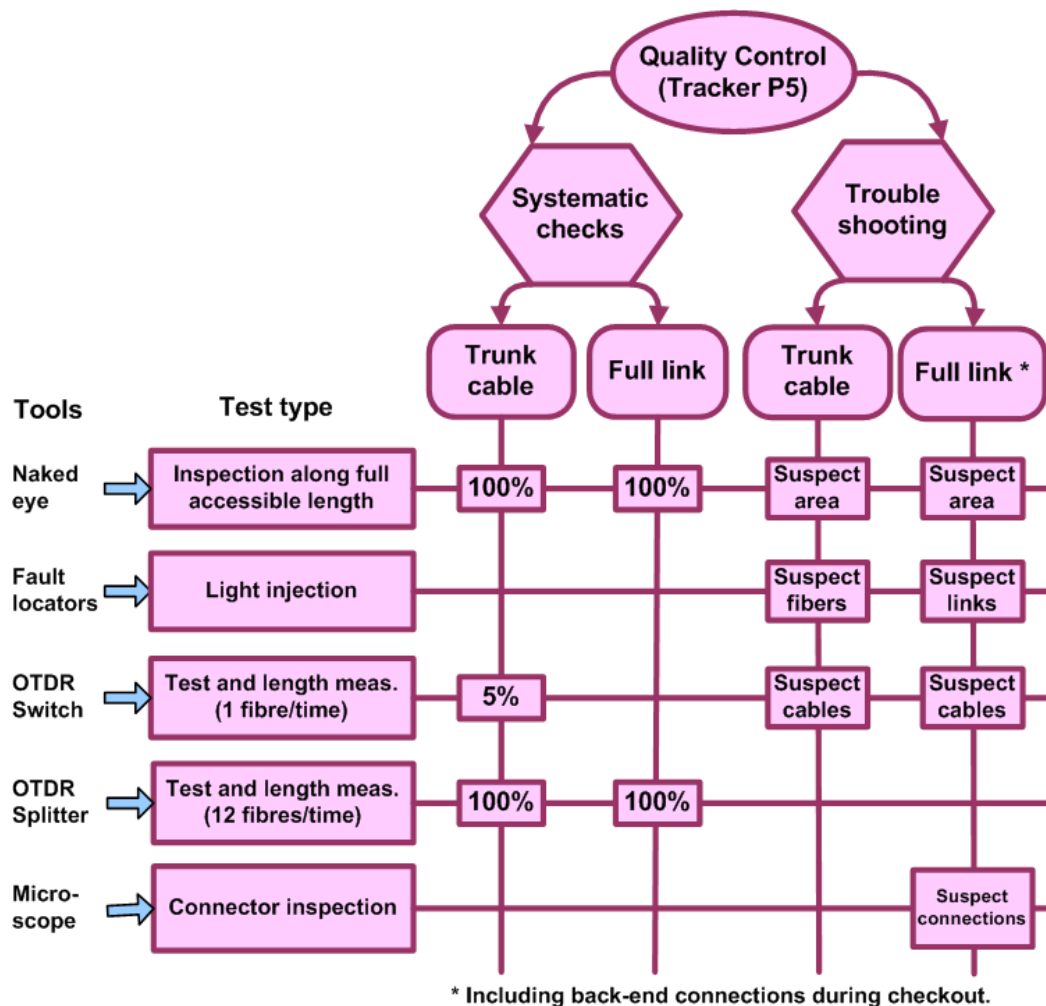 Quality Control
(Tracker P5)
Systematic
checks
Trouble
shooting
Trunk
cable
Full link
Trunk
cable
Full link *
Tools
Test type
Naked
eye
Inspection along full
accessible length
100%
100%
Suspect
area
Suspect
area
Fault
locators
Light injection
Suspect
fibers
Suspect
links
OTDR
Switch
Test and length meas.
(1 fibre/time)
5%
Suspect
cables
Suspect
cables
OTDR
Splitter
Test and length meas.
(12 fibres/time)
100%
100%
Micro-
scope
Connector inspection
Suspect
connections
* Including back-end connections during checkout.